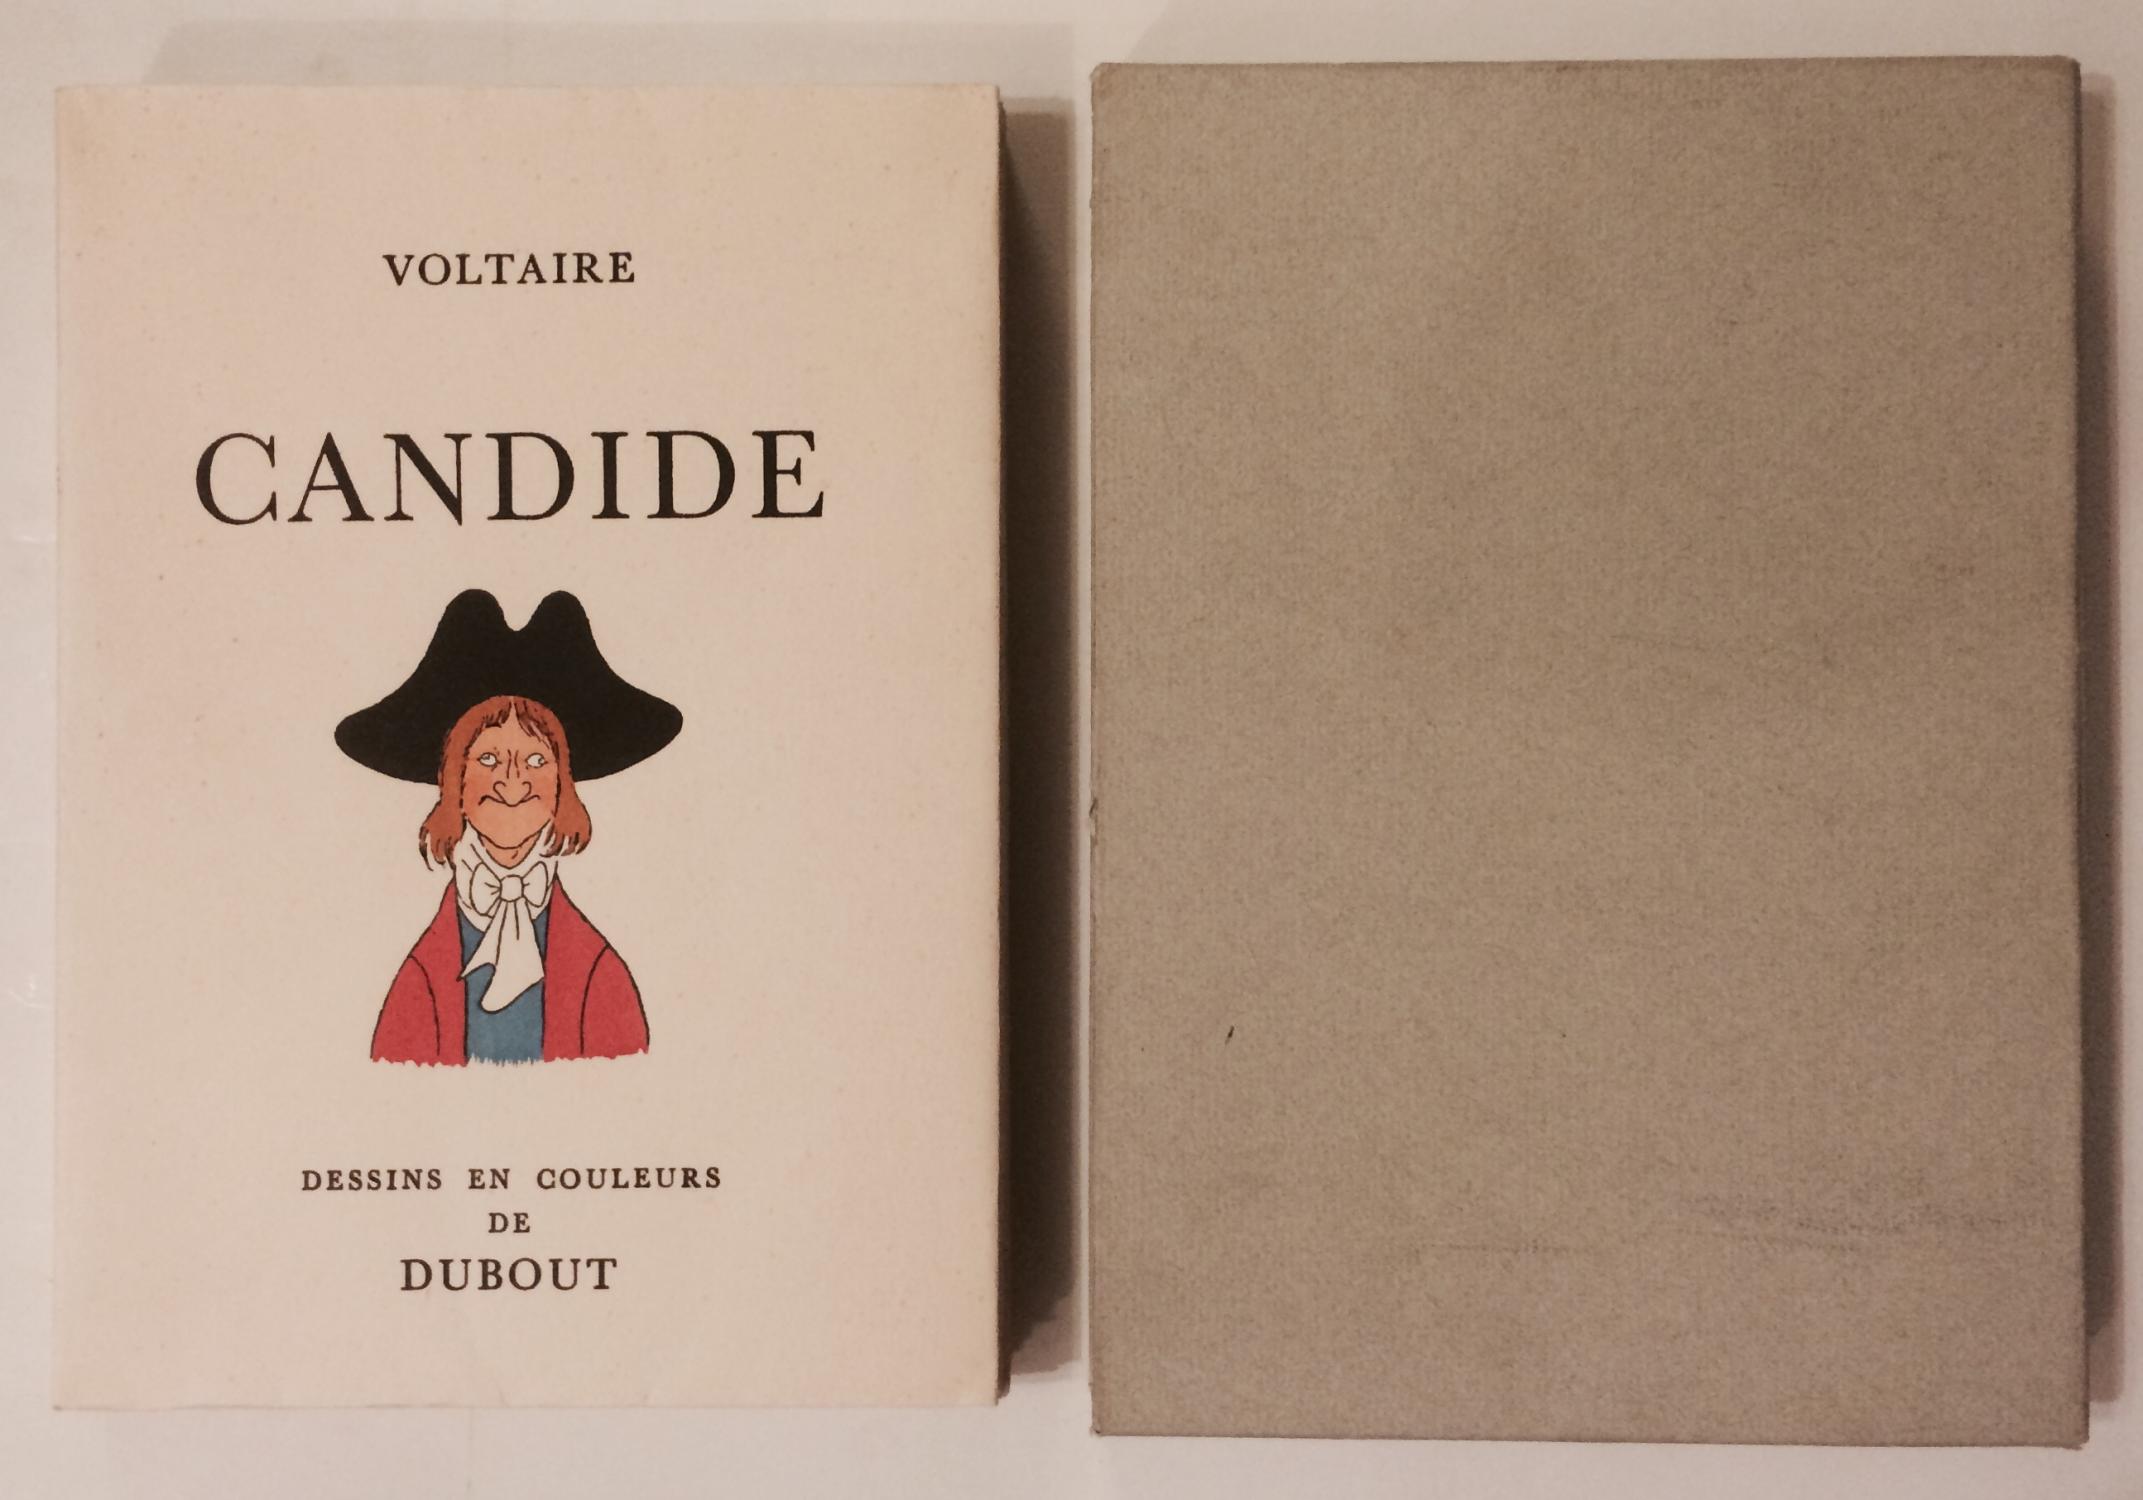 VOLTAIRE
CANDIDE
DESSINS EN COULEURS
DE
DUBOUT